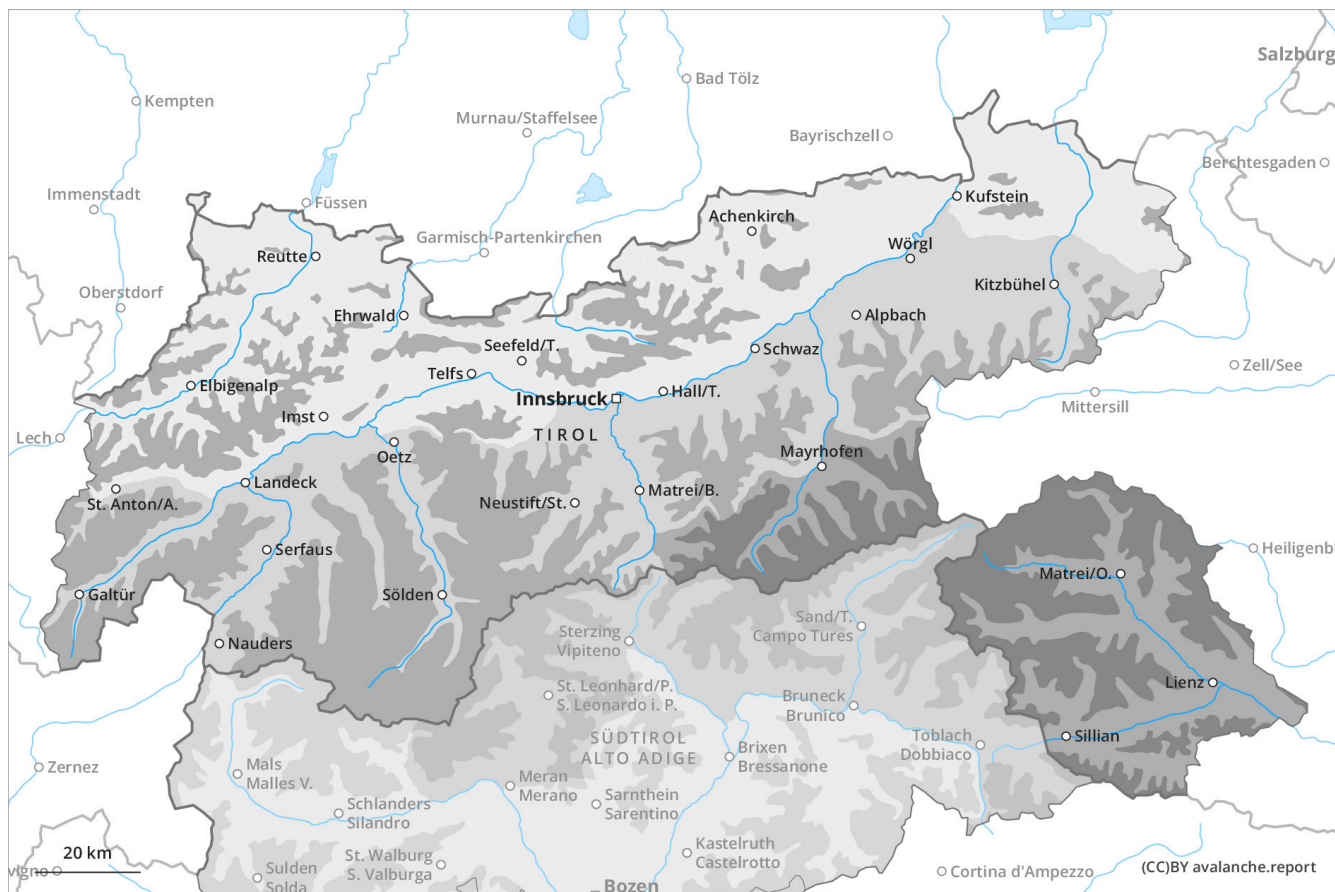 Salzburg
Kempten
Bad Tölz
Murnau/Staffelsee
Bayrischzell
Berchtesgaden
Immenstadt
Füssen
Kufstein
Achenkirch
Garmisch-Partenkirchen
Wörgl
Reutte
Oberstdorf
Kitzbühel
Ehrwald
Alpbach
Seefeld/T.
Schwaz
Zell/See
Telfs
Elbigenalp
Innsbruck
Hall/T.
Mittersill
Imst
Lech
TIROL
Oetz
Mayrhofen
Landeck
St. Anton/A.
Neustift/St.
Matrei/B.
Serfaus
Heiligenb
Matrei/O.
Galtür
Sölden
Sand/T.
Campo Tures
Sterzing
Vipiteno
Nauders
Lienz
St. Leonhard/P.
S. Leonardo i. P.
Bruneck
Brunico
Sillian
Toblach
Dobbiaco
SÜDTIROL
ALTO ADIGE
Brixen
Bressanone
Zernez
Mals
Malles V.
Meran
Merano
Schlanders
Silandro
Sarnthein
Sarentino
Kastelruth
Castelrotto
20 km
St. Walburg
S. Valburga
vigno
Sulden
Solda
Bozen
Cortina d'Ampezzo
(CC)BY avalanche.report